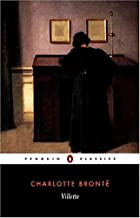 PENGUIN CLASSICS
CHARLOTTE BRONTË
Villette